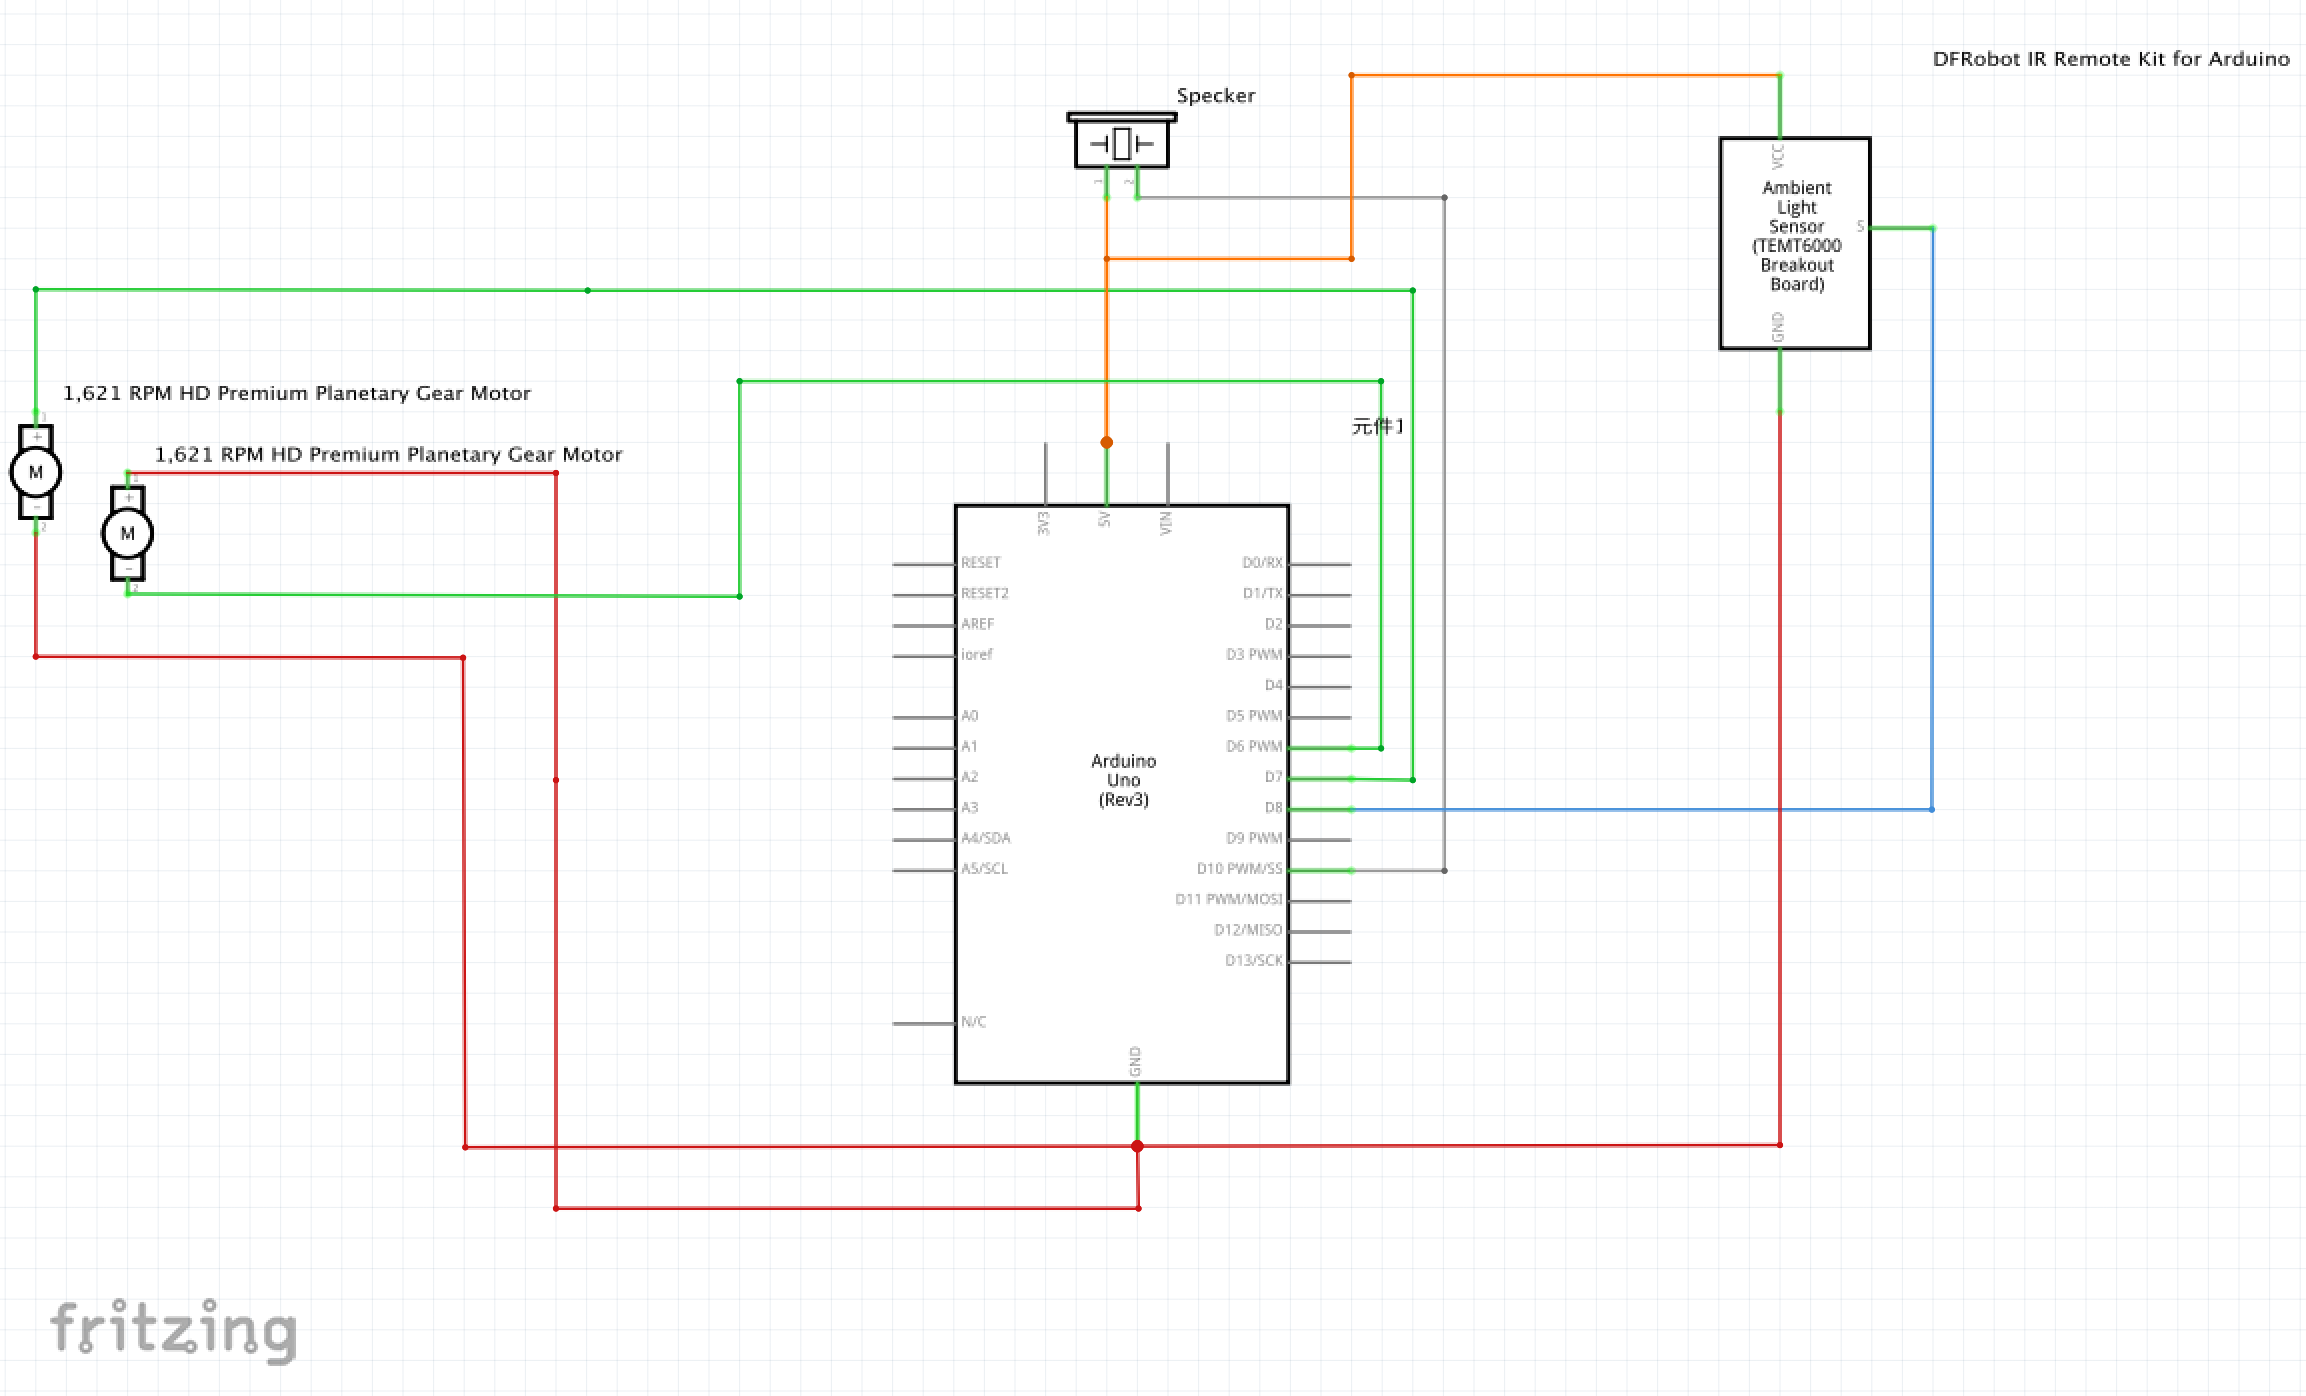 DFRobot IR Remote Kit for Arduino
Specker
1
2
VCC
Ambient
Light
Sensor
(TEMT6000
Breakout
Board)
S
GND
1,621 RPM HD Premium Planetary Gear Motor
1
+
M
-
2
1,621 RPM HD Premium Planetary Gear Motor
1
+
M
-
2
元件1
3V3
5V
VIN
RESET
RESET2
AREF
ioref
A0
A1
A2
A3
A4/SDA
A5/SCL
N/C
Arduino
Uno
(Rev3)
D0/RX
D1/TX
D2
D3 PWM
D4
D5 PWM
D6 PWM
D7
D8
D9 PWM
D10 PWM/SS
D11 PWM/MOSI
D12/MISO
D13/SCK
GND
fritzing